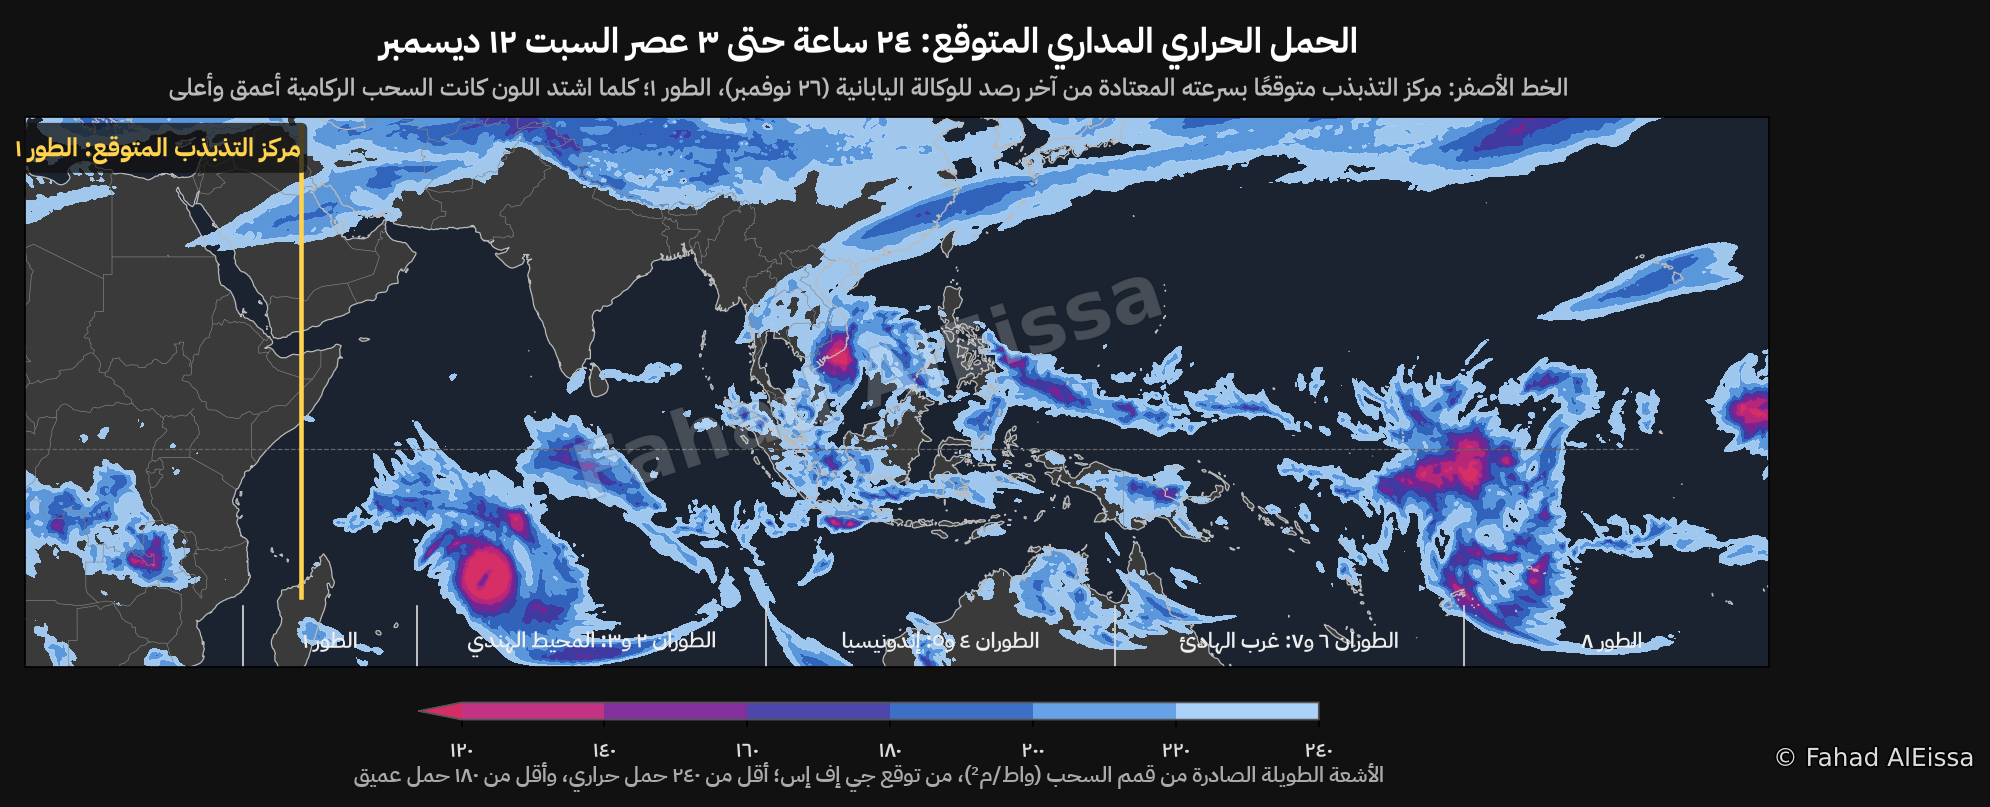 الحمل الحراري المداري المتوقع: ٢٤ ساعة حتى ٣ عصر السبت ١٢ ديسمبر
الخط الأصفر: مركز التذبذب متوقعًا بسرعته المعتادة من آخر رصد للوكالة اليابانية (٢٦ نوفمبر)، الطور ١؛ كلما اشتد اللون كانت السحب الركامية أعمق وأعلى
مركز التذبذب المتوقع: الطور ١
Fahad AlEissa
الطور ١
الطوران ٢ و٣: المحيط الهندي
الطوران ٤ و٥: إندونيسيا
الطوران ٦ و٧: غرب الهادئ
الطور ٨
١٢٠ ١٤٠ ١٦٠ ١٨٠ ٢٠٠ ٢٢٠ ٢٤٠
الأشعة الطويلة الصادرة من قمم السحب (واط/م²)، من توقع جي إف إس؛ أقل من ٢٤٠ حمل حراري، وأقل من ١٨٠ حمل عميق
© Fahad AlEissa